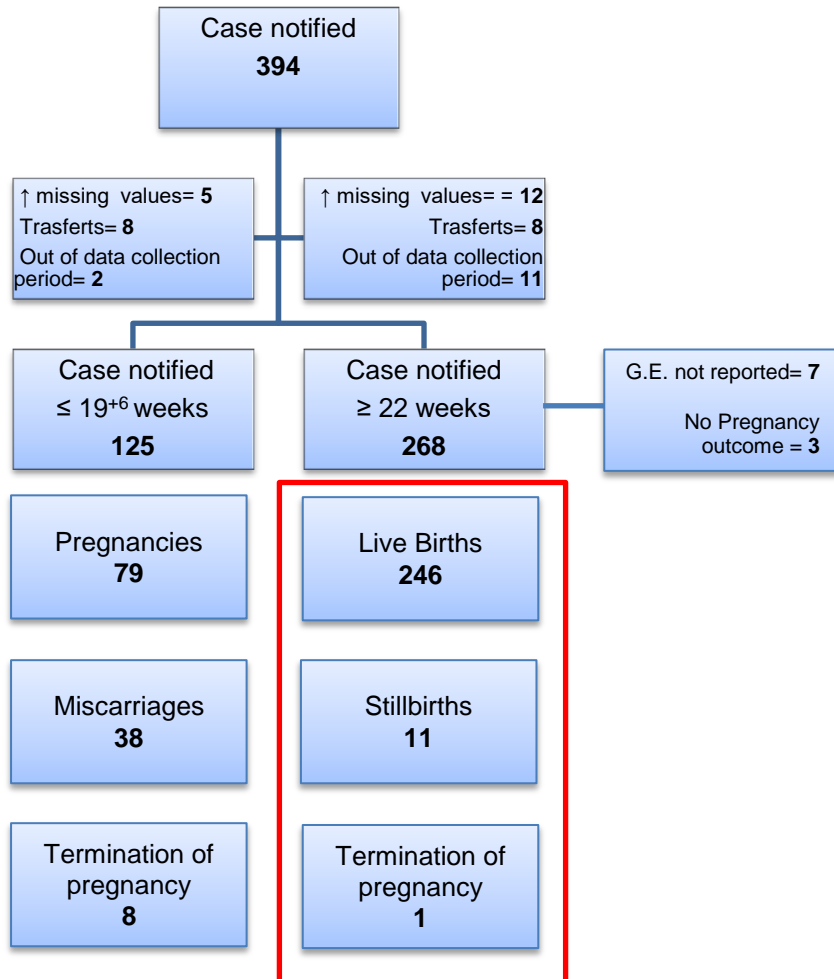 Case notified
394
↑ missing values= 5
Trasferts= 8
Out of data collection
period= 2
↑ missing values= = 12
Trasferts= 8
Out of data collection
period= 11
Case notified
≤ 19+6 weeks
125
Case notified
≥ 22 weeks
268
G.E. not reported= 7
No Pregnancy
outcome = 3
Pregnancies
79
Live Births
246
Miscarriages
38
Stillbirths
11
Termination of
pregnancy
8
Termination of
pregnancy
1